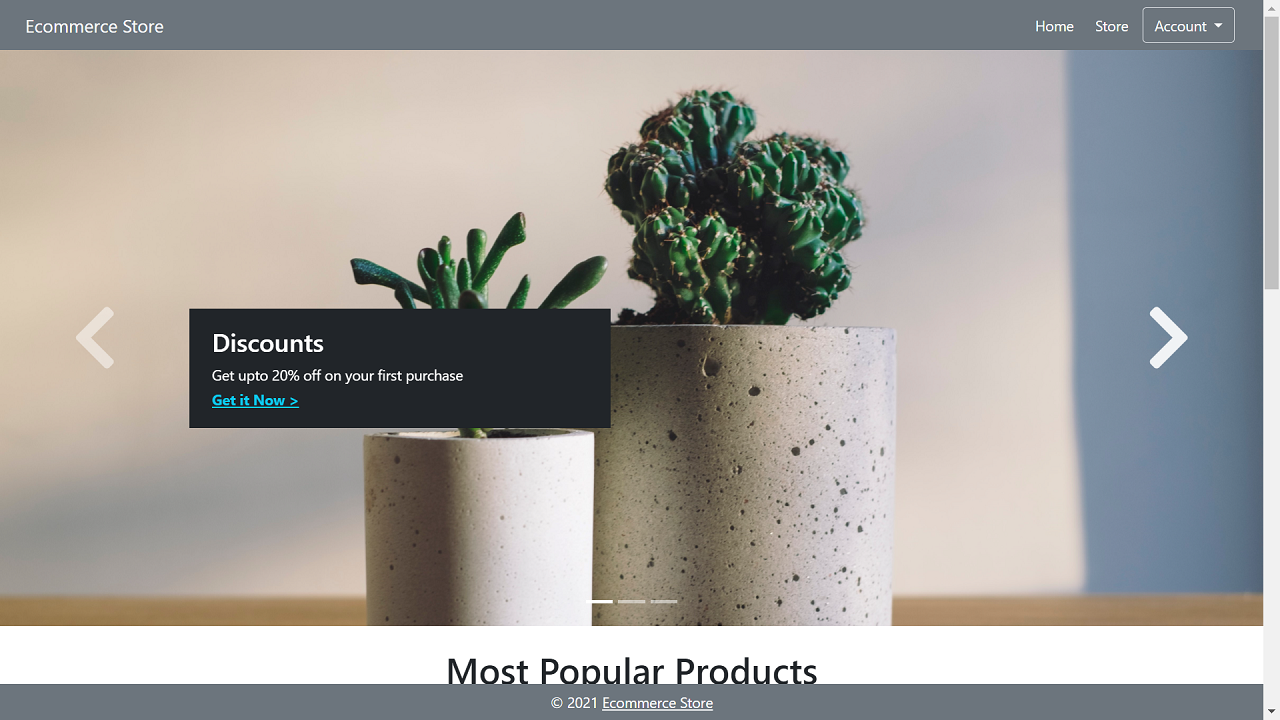 Ecommerce Store
Home
Store
Account
Discounts
Get upto 20% off on your first purchase
Get it Now >
Most Popular Products
© 2021 Ecommerce Store